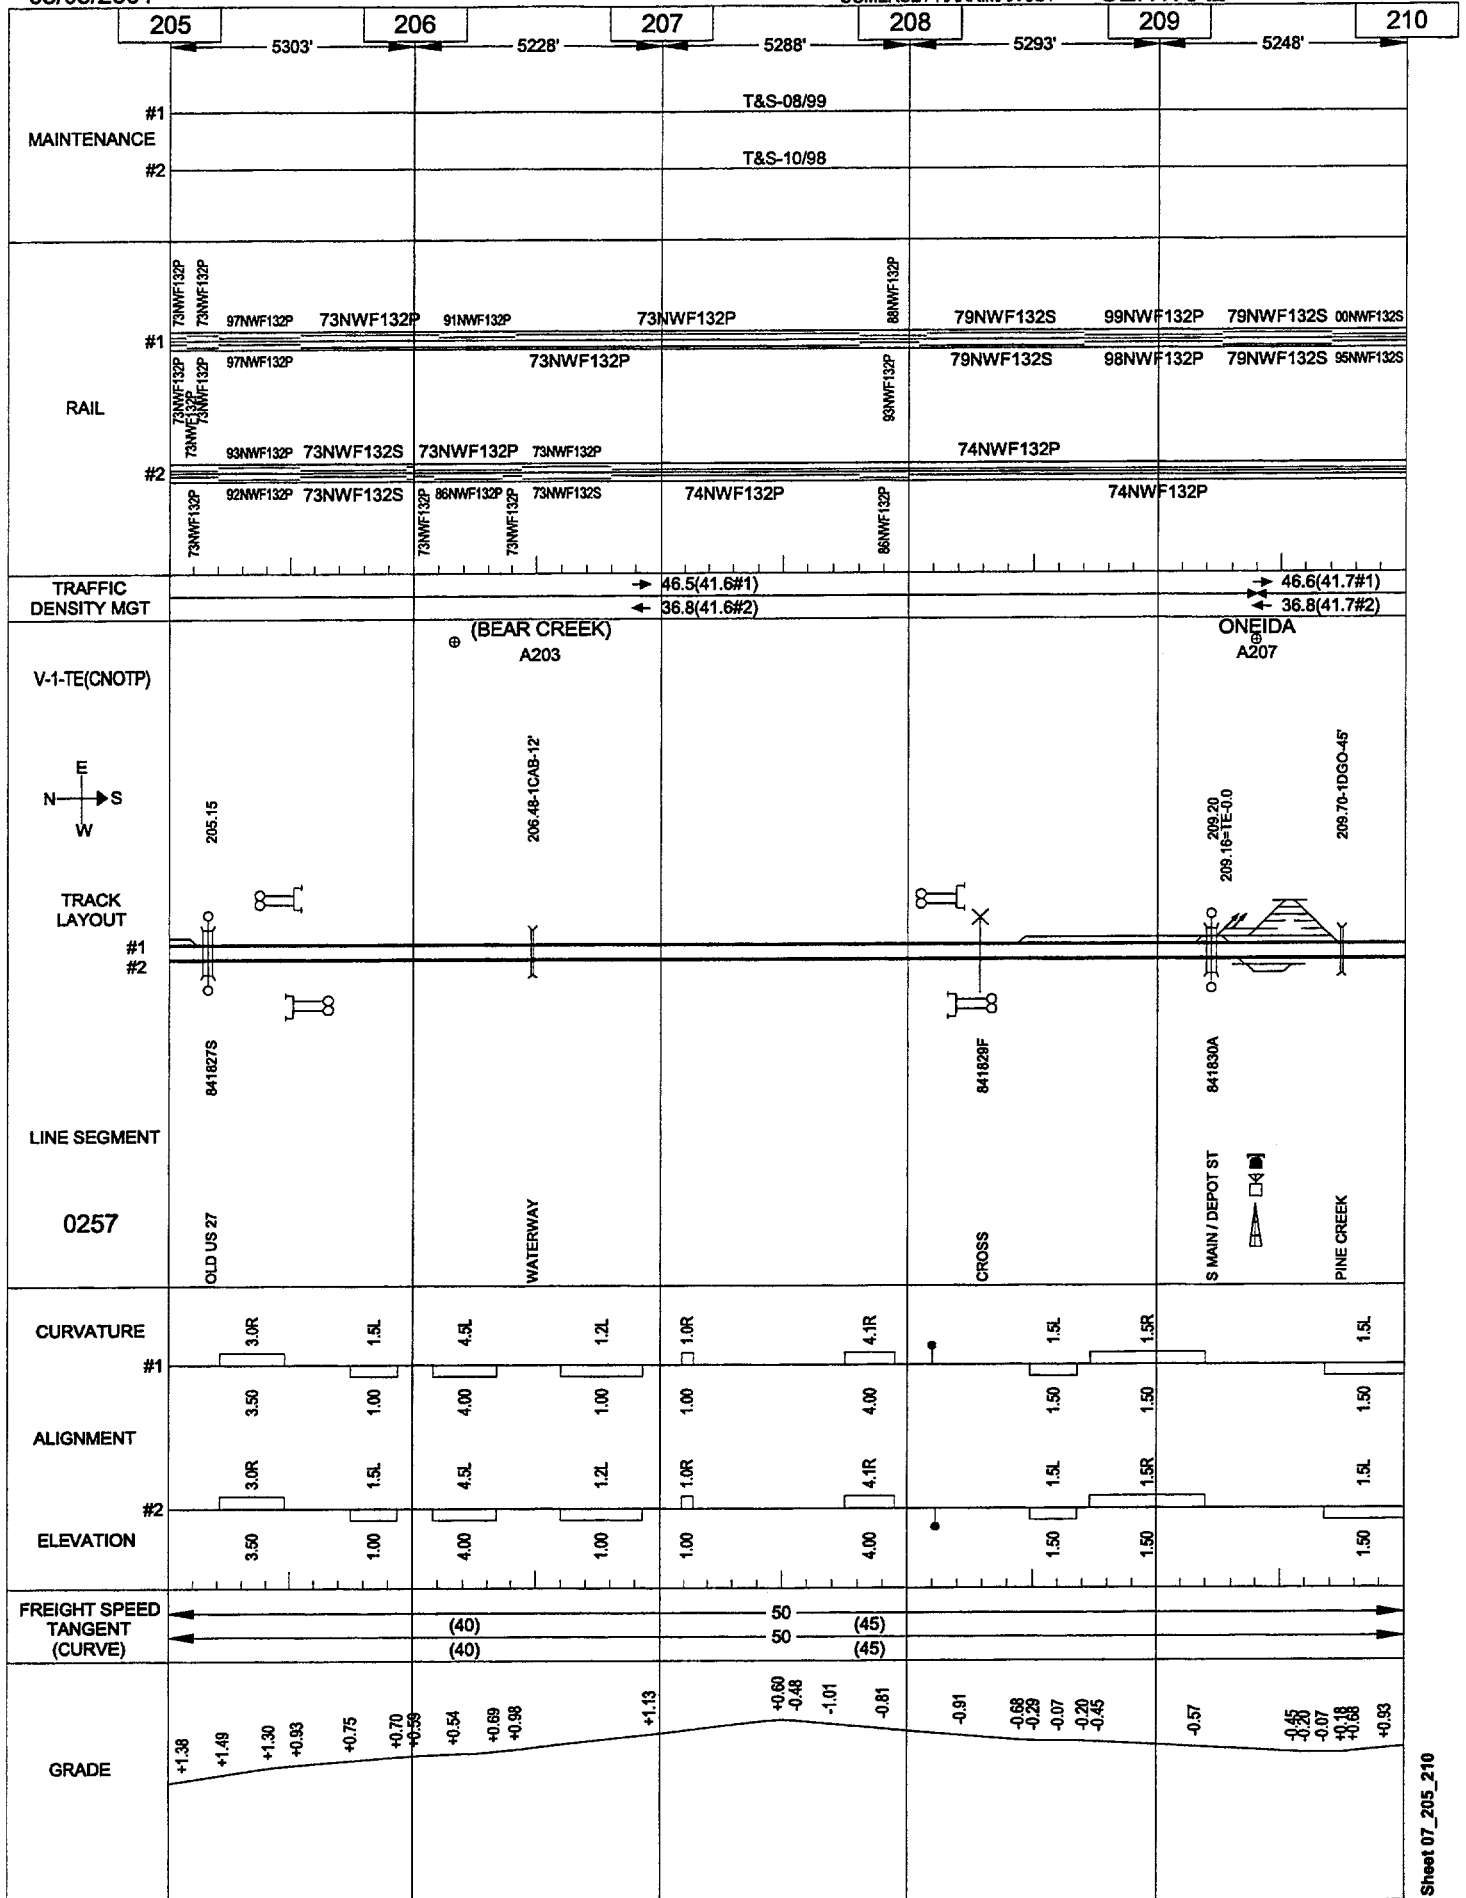 205 206 207 208 209 210
5303' 5228' 5288' 5293' 5248'
MAINTENANCE
#1 T&S-08/99
#2 T&S-10/98
RAIL
73NWF132P 73NWF132P 88NWF132P
97NWF132P 73NWF132P 91NWF132P 73NWF132P 79NWF132S 99NWF132P 79NWF132S 00NWF132S
#1
97NWF132P 73NWF132P 79NWF132S 98NWF132P 79NWF132S 95NWF132S
73NWF132P 73NWF132P 73NWF132P 93NWF132P
93NWF132P 73NWF132S 73NWF132P 73NWF132P 74NWF132P
#2
92NWF132P 73NWF132S 86NWF132P 73NWF132S 74NWF132P 74NWF132P
73NWF132P 73NWF132P 73NWF132P 86NWF132P
TRAFFIC
DENSITY MGT
46.5(41.6#1) 46.6(41.7#1)
36.8(41.6#2) 36.8(41.7#2)
V-1-TE(CNOTP)
(BEAR CREEK)
A203
ONEIDA
A207
E
N S
W
205.15
206.48-1CAB-12'
209.20
209.16=TE-0.0
209.70-1DGO-45'
TRACK
LAYOUT
#1
#2
841827S
841829F
841830A
LINE SEGMENT
0257
OLD US 27
WATERWAY
CROSS
S MAIN / DEPOT ST
PINE CREEK
CURVATURE
3.0R 1.5L 4.5L 1.2L 1.0R 4.1R 1.5L 1.5R 1.5L
#1
3.50 1.00 4.00 1.00 1.00 4.00 1.50 1.50 1.50
ALIGNMENT
3.0R 1.5L 4.5L 1.2L 1.0R 4.1R 1.5L 1.5R 1.5L
#2
ELEVATION
3.50 1.00 4.00 1.00 1.00 4.00 1.50 1.50 1.50
FREIGHT SPEED
TANGENT
(CURVE)
50
(40) (45)
50
(40) (45)
GRADE
+1.38 +1.49 +1.30 +0.93 +0.75 +0.70 +0.59 +0.54 +0.69 +0.98 +1.13 +0.60 -0.48 -1.01 -0.81 -0.91 -0.68 -0.29 -0.07 -0.20 -0.45 -0.57 -0.45 -0.20 -0.07 +0.18 +0.68 +0.93
Sheet 07_205_210